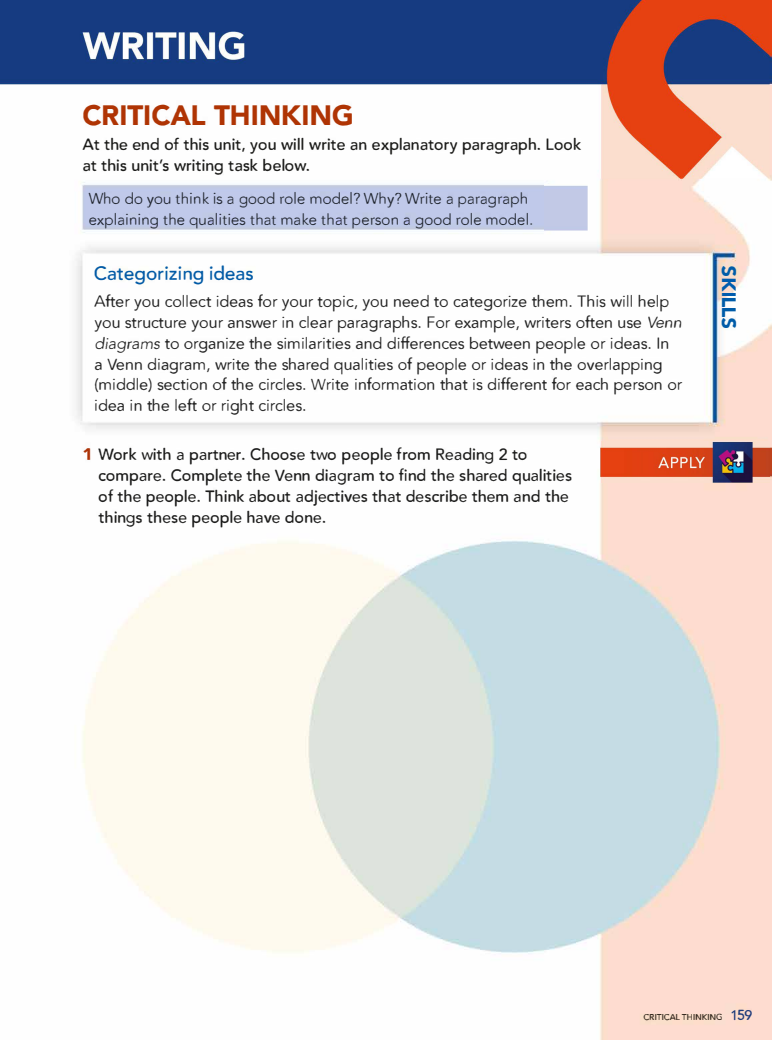 WRITING
CRITICAL THINKING
At the end of this unit, you will write an explanatory paragraph. Look
at this unit's writing task below.
Who do you think is a good role model? Why? Write a paragraph
explaining the qualities that make that person a good role model.
SKILLS
Categorizing ideas
After you collect ideas for your topic, you need to categorize them. This will help
you structure your answer in clear paragraphs. For example, writers often use Venn
diagrams to organize the similarities and differences between people or ideas. In
a Venn diagram, write the shared qualities of people or ideas in the overlapping
(middle) section of the circles. Write information that is different for each person or
idea in the left or right circles.
1 Work with a partner. Choose two people from Reading 2 to
compare. Complete the Venn diagram to find the shared qualities
of the people. Think about adjectives that describe them and the
things these people have done.
APPLY
CRITICAL THINKING 159